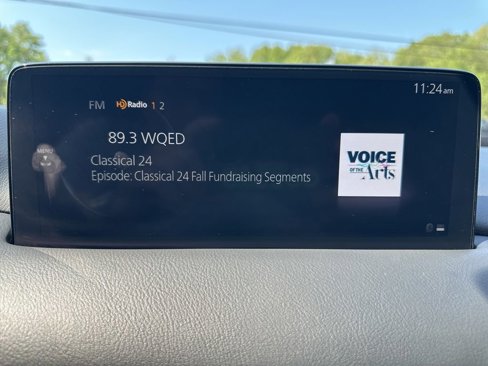 11:24am
FM HD Radio 1 2
89.3 WQED
MENU
Classical 24
Episode: Classical 24 Fall Fundraising Segments
VOICE
OF THE Arts